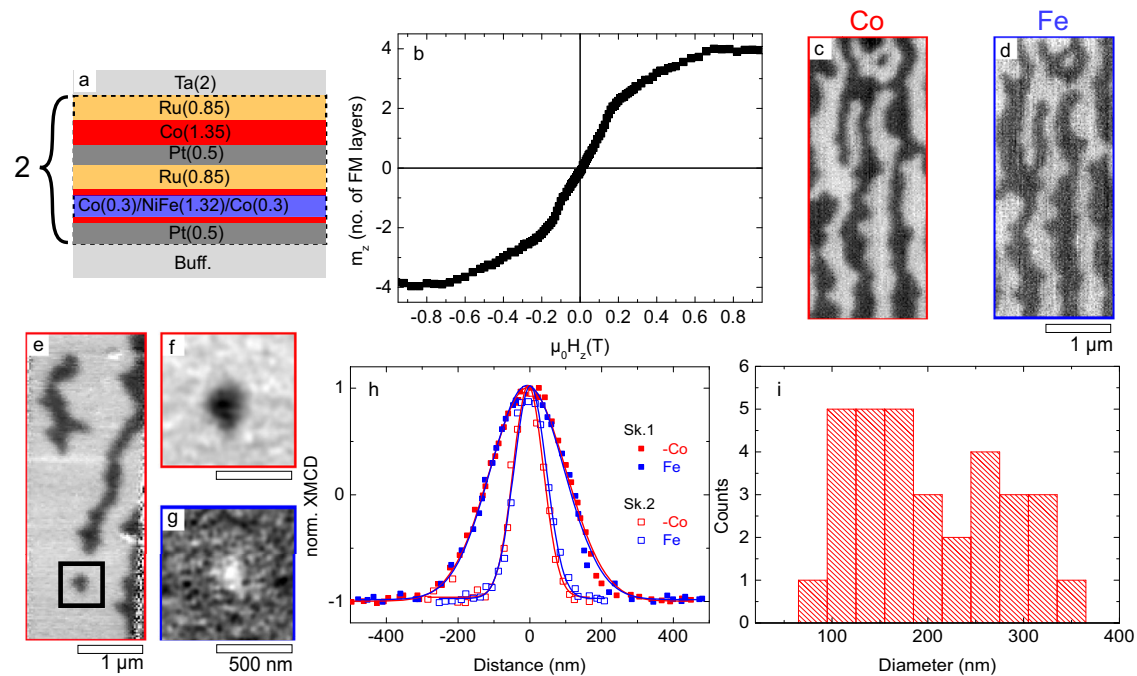 a
Ta(2)
Ru(0.85)
Co(1.35)
Pt(0.5)
Ru(0.85)
Co(0.3)/NiFe(1.32)/Co(0.3)
Pt(0.5)
Buff.
2
b
m_z (no. of FM layers)
4
2
0
-2
-4
-0.8 -0.6 -0.4 -0.2 0.0 0.2 0.4 0.6 0.8
μ₀H_z(T)
Co
c
Fe
d
1 μm
e
1 μm
f
g
500 nm
h
norm. XMCD
1
0
-1
Sk.1
-Co
Fe
Sk.2
-Co
Fe
-400 -200 0 200 400
Distance (nm)
i
Counts
6
5
4
3
2
1
0
100 200 300 400
Diameter (nm)